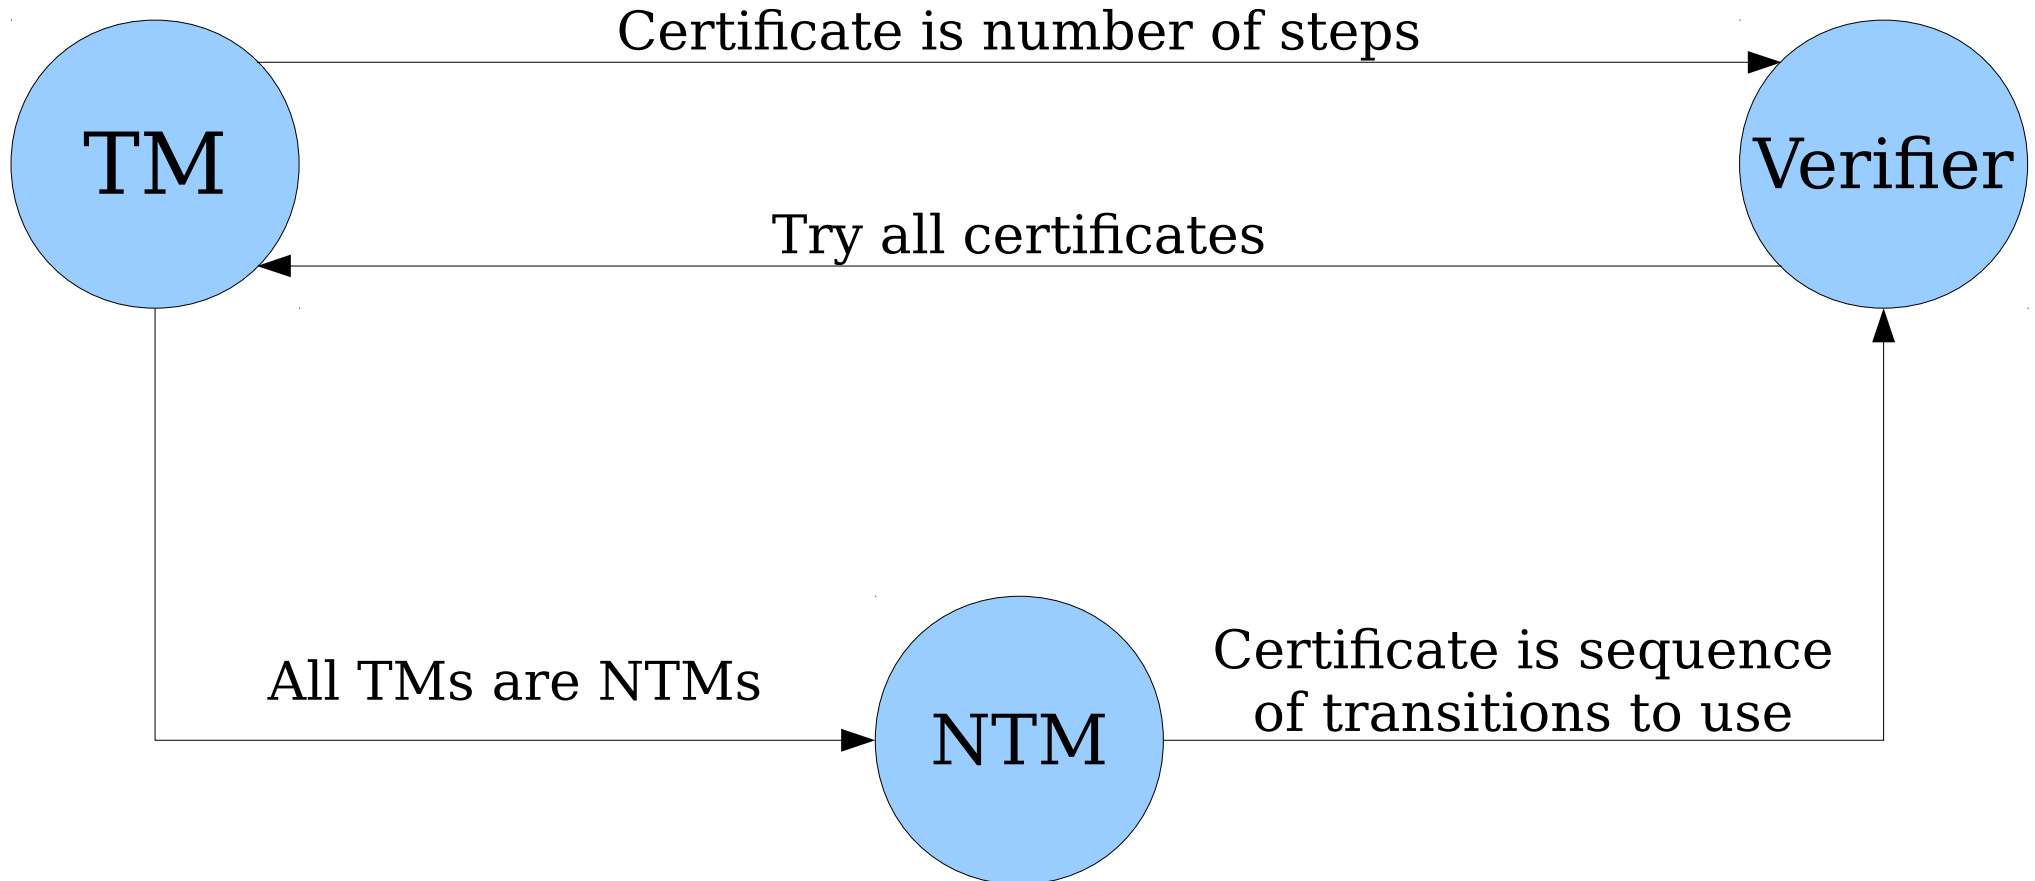 Certificate is number of steps
TM
Verifier
Try all certificates
All TMs are NTMs
NTM
Certificate is sequence
of transitions to use